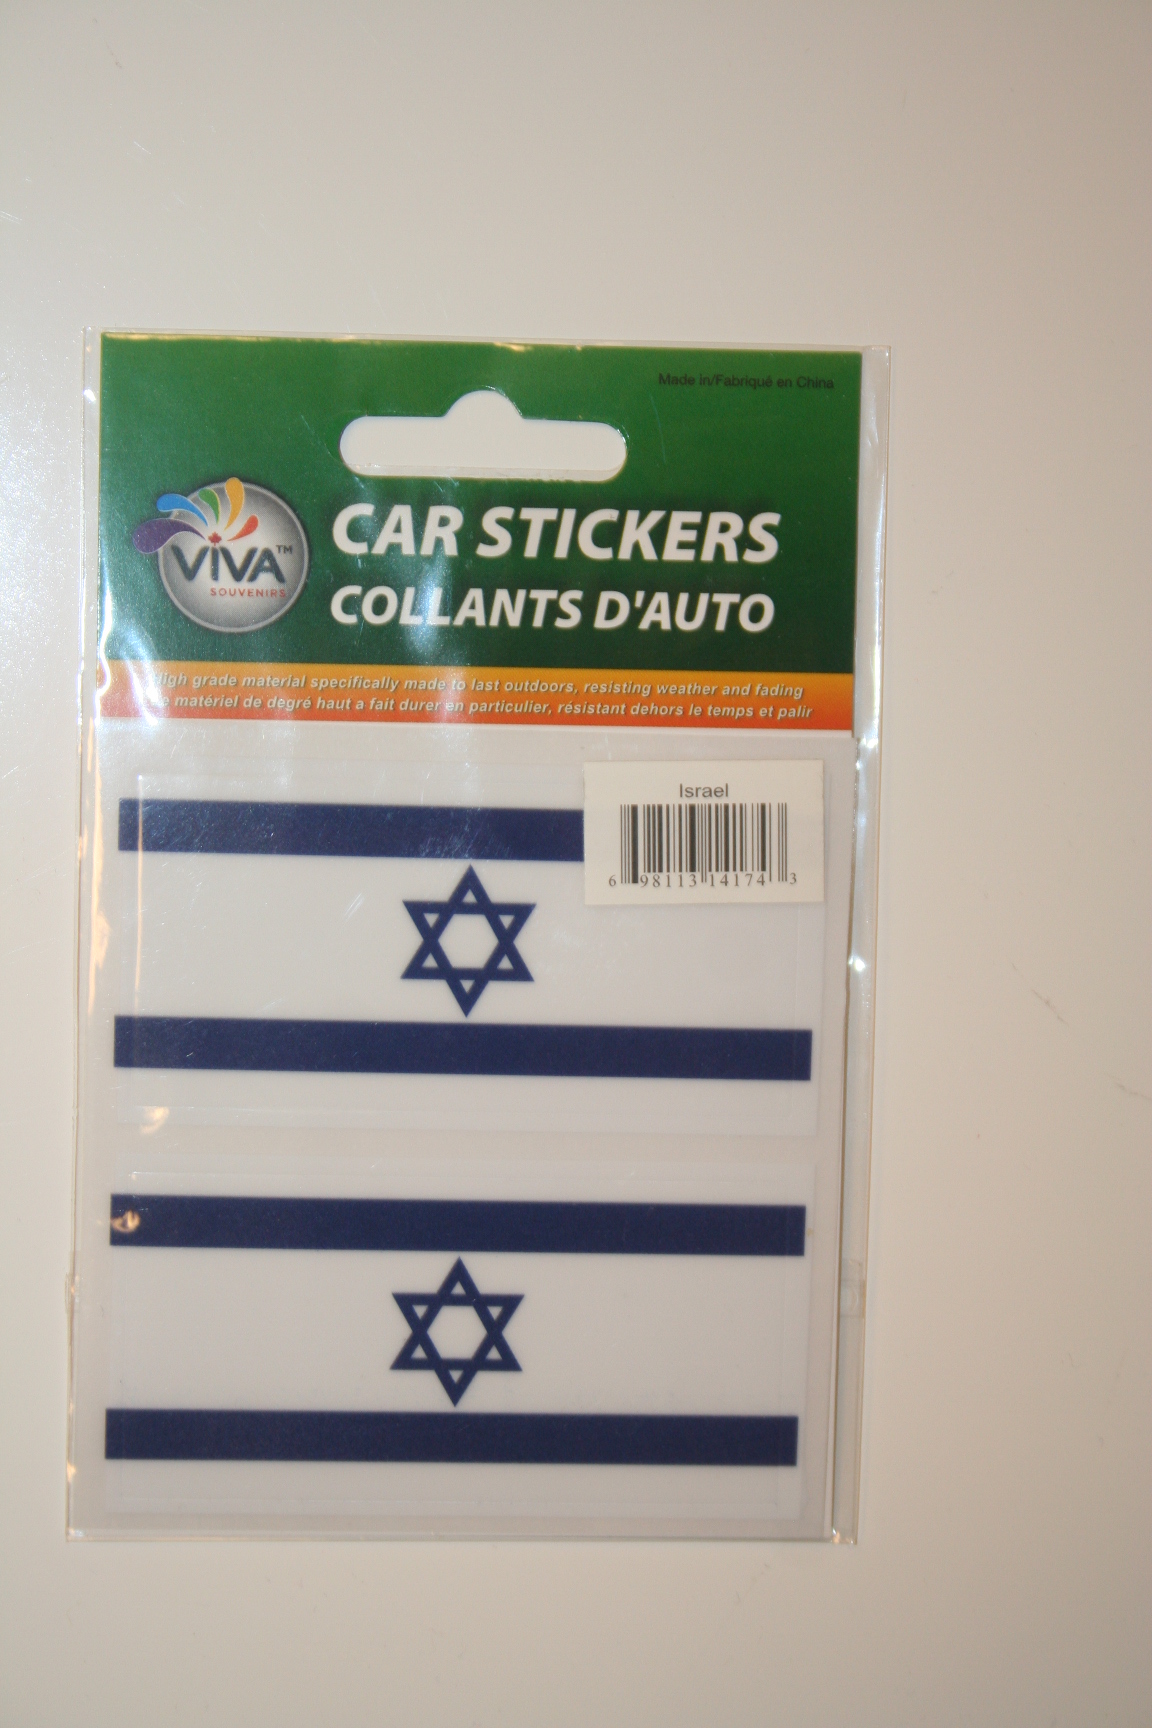 Made in/Fabriqué en China
VIVA™
SOUVENIRS
CAR STICKERS
COLLANTS D'AUTO
High grade material specifically made to last outdoors, resisting weather and fading
matériel de degré haut a fait durer en particulier, résistant dehors le temps et palir
Israel
6 98113 14174 3